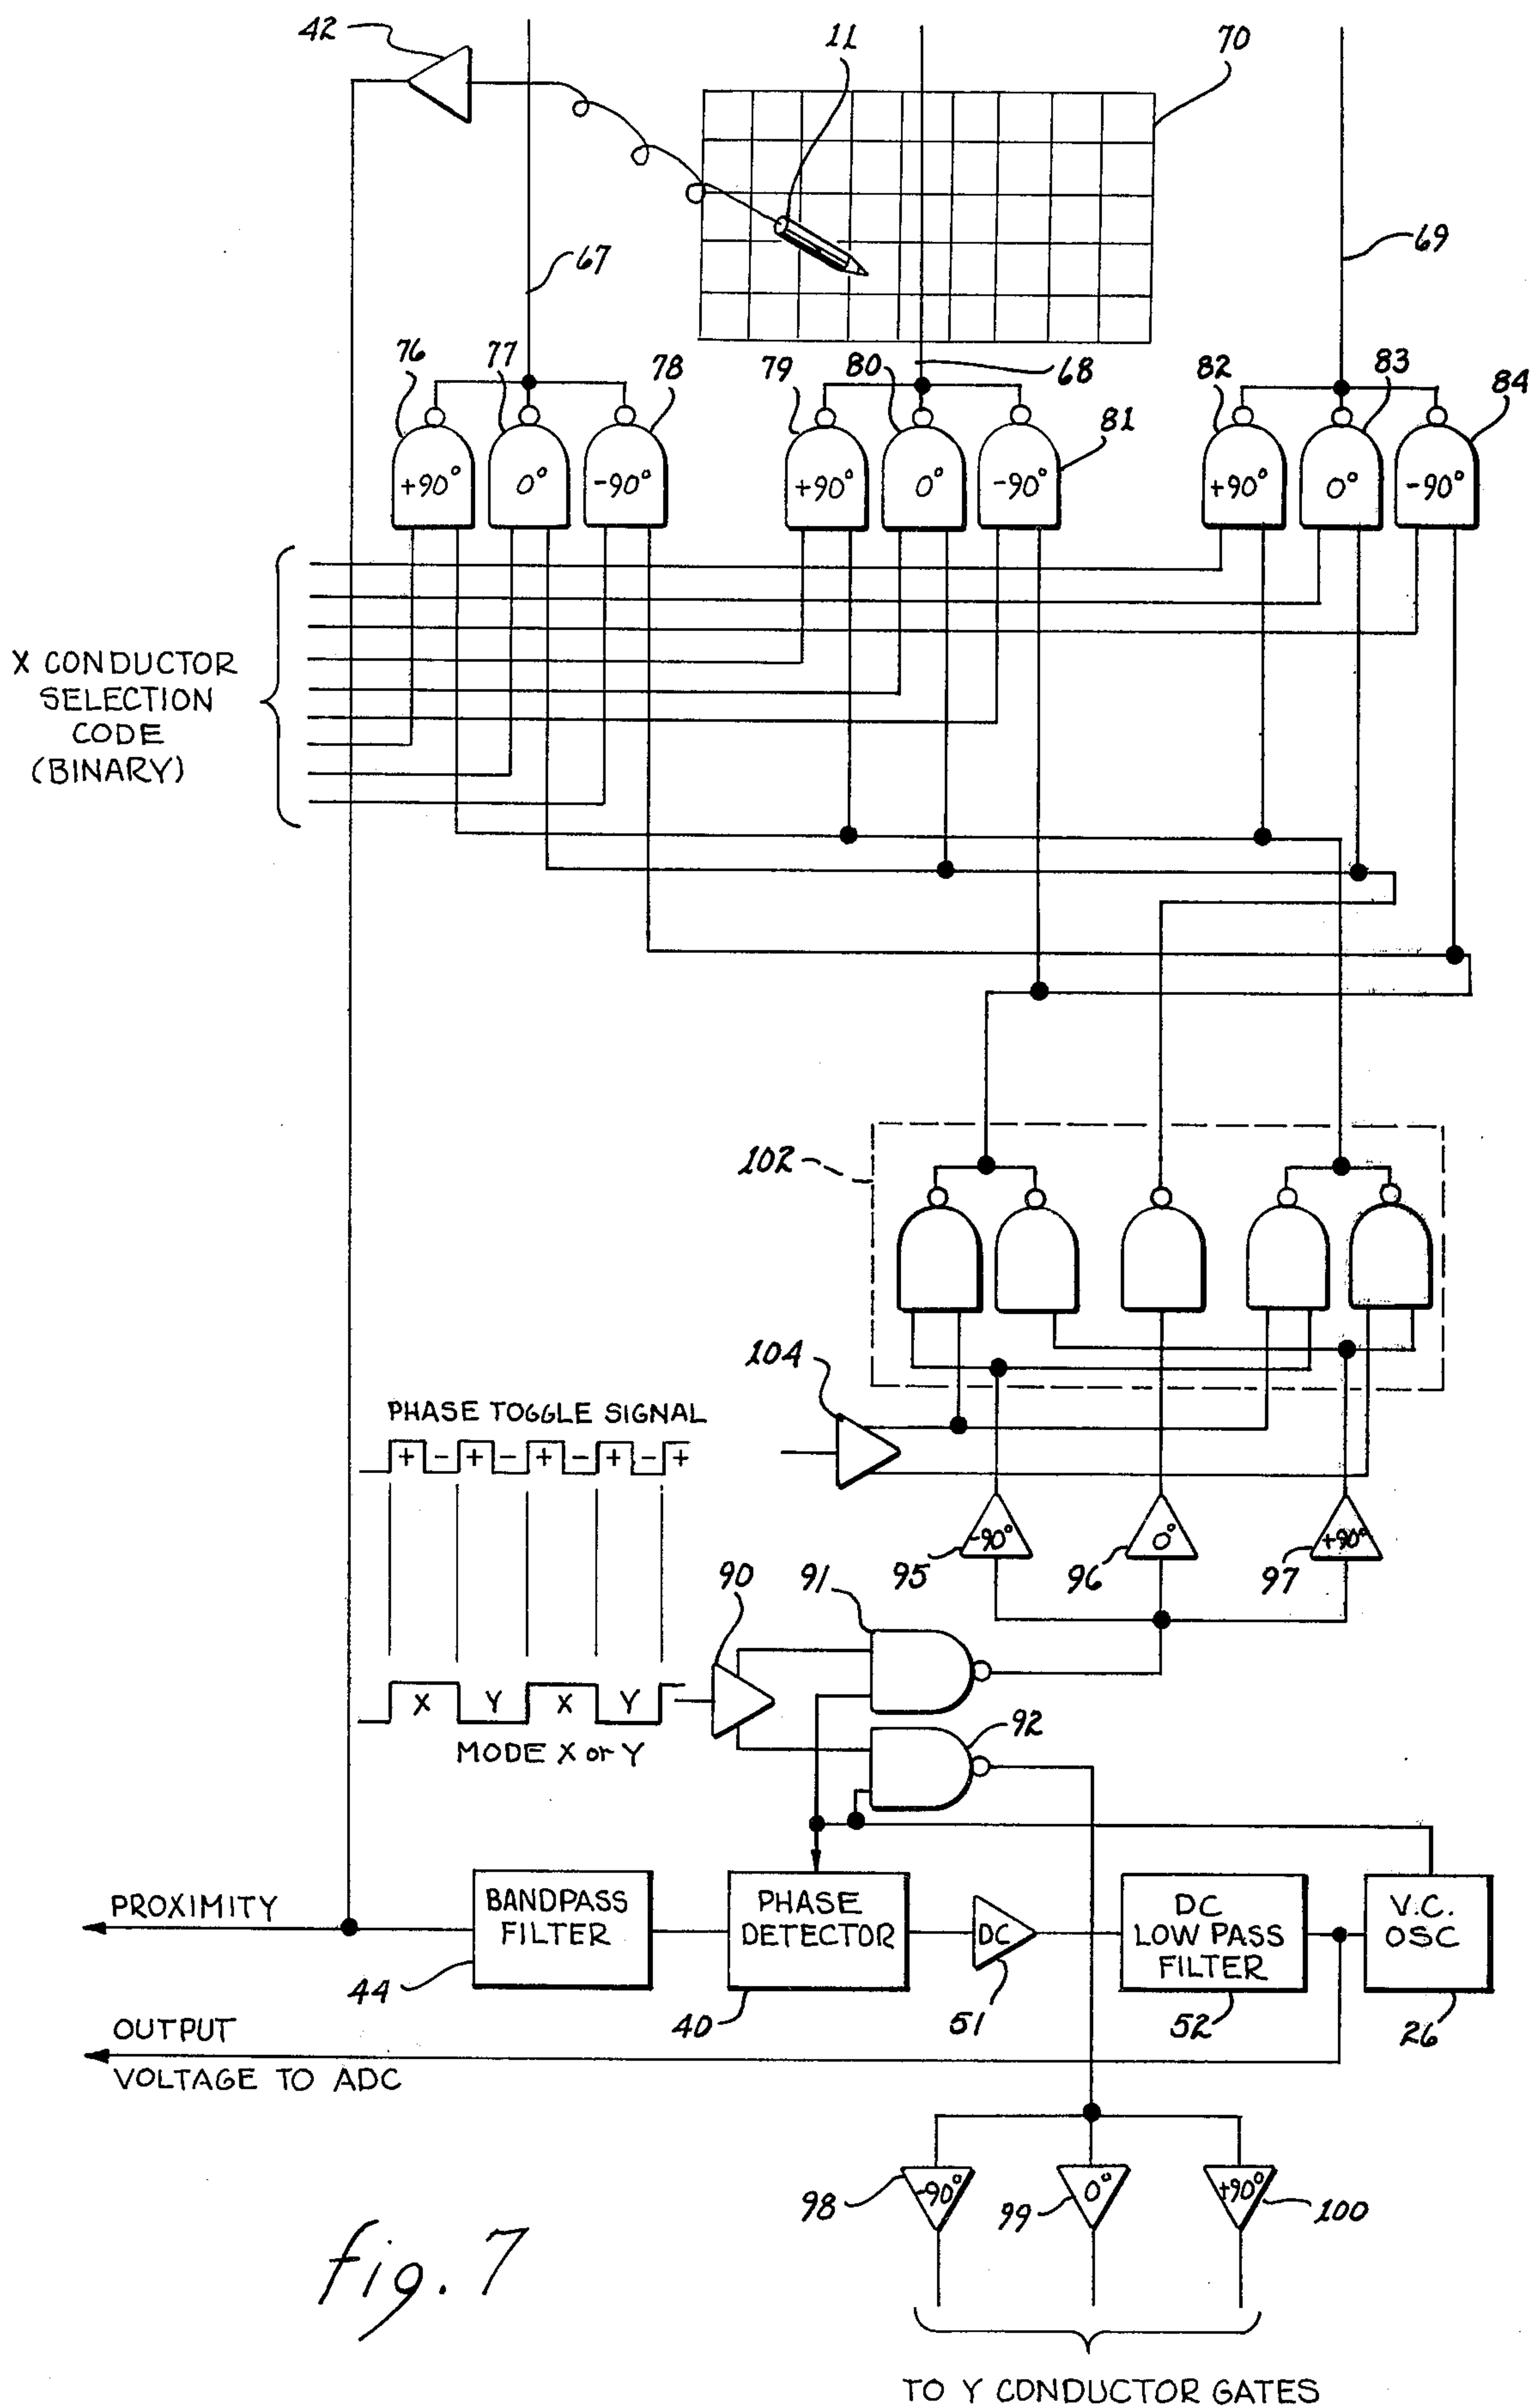 42
11
70
67
69
76
77
78
79
80
68
81
82
83
84
+90°
0°
-90°
+90°
0°
-90°
+90°
0°
-90°
X CONDUCTOR
SELECTION
CODE
(BINARY)
102
104
PHASE TOGGLE SIGNAL
+ - + - + - + - +
-90°
0°
+90°
95
96
97
90
91
X Y X Y
MODE X or Y
92
PROXIMITY
BANDPASS
FILTER
44
PHASE
DETECTOR
40
DC
51
DC
LOW PASS
FILTER
52
V.C.
OSC
26
OUTPUT
VOLTAGE TO ADC
-90°
0°
+90°
98
99
100
fig. 7
TO Y CONDUCTOR GATES